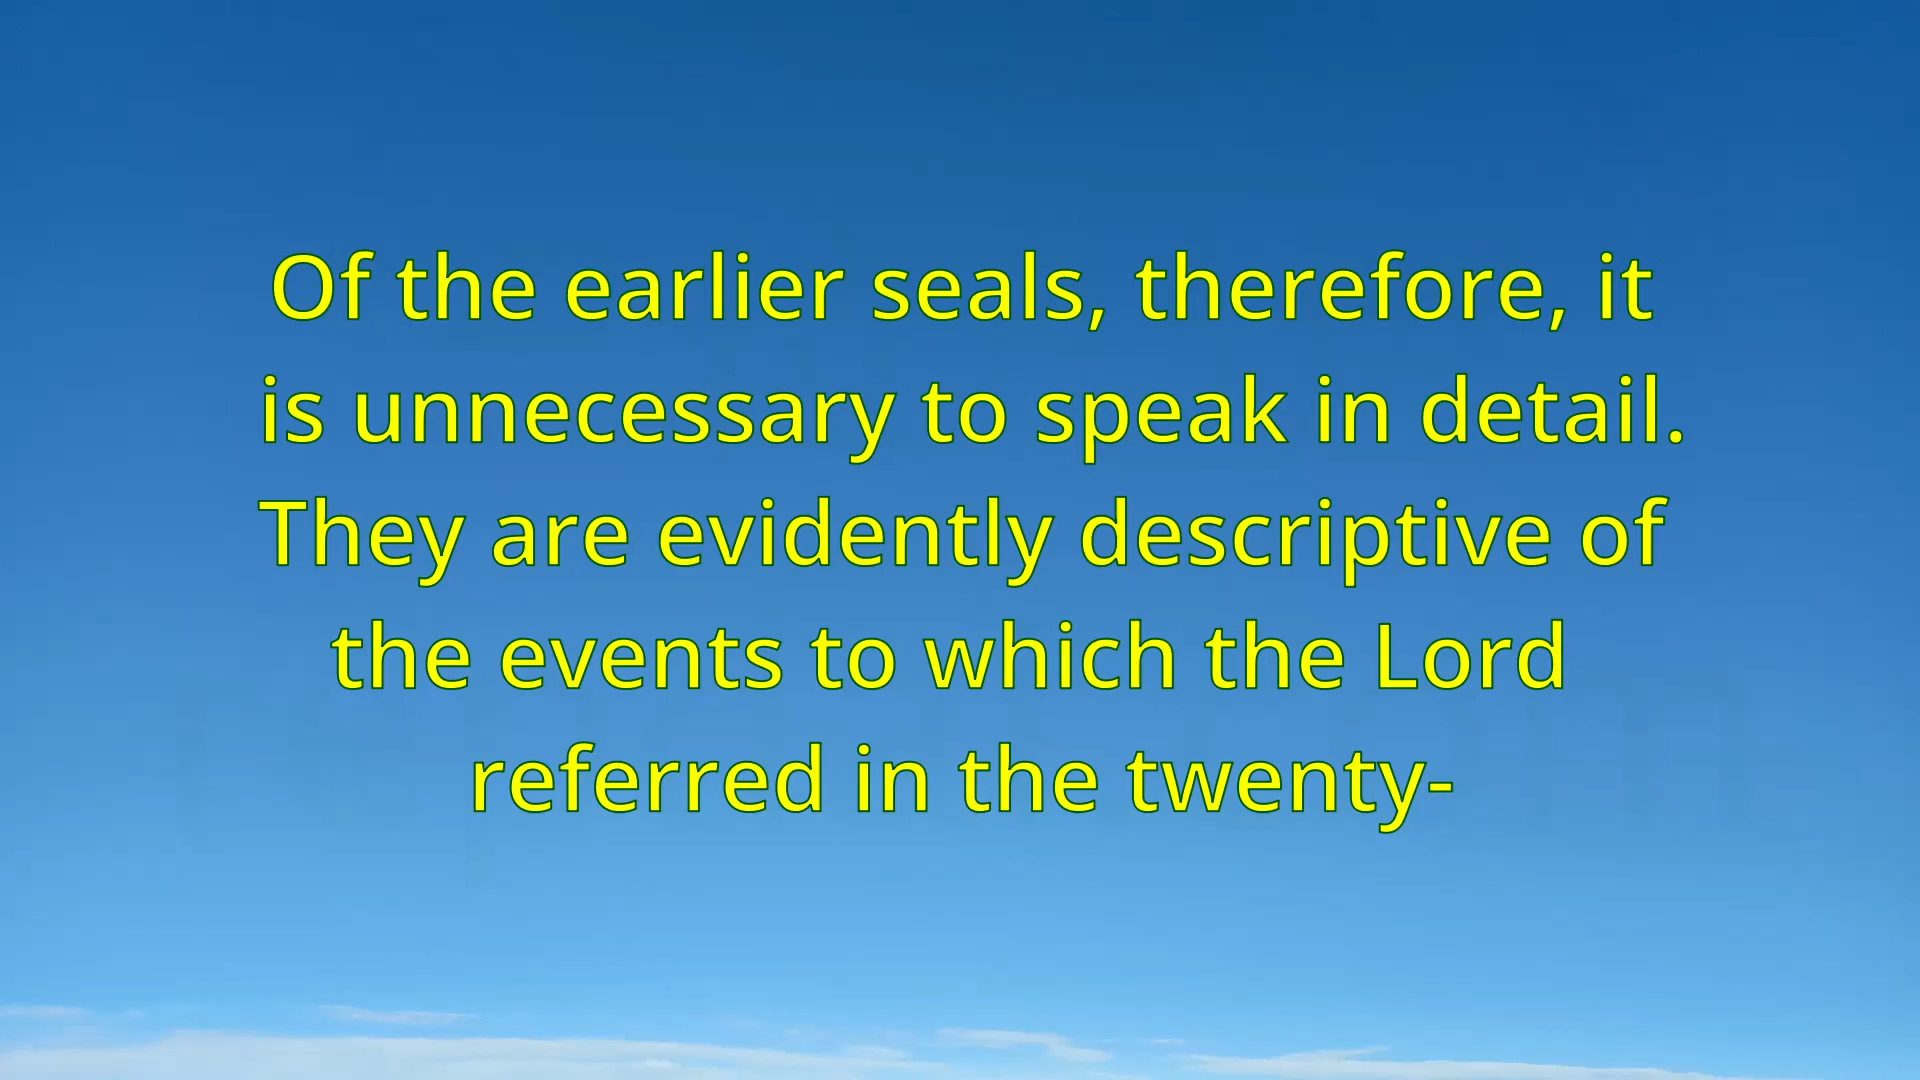 Of the earlier seals, therefore, it
is unnecessary to speak in detail.
They are evidently descriptive of
the events to which the Lord
referred in the twenty-